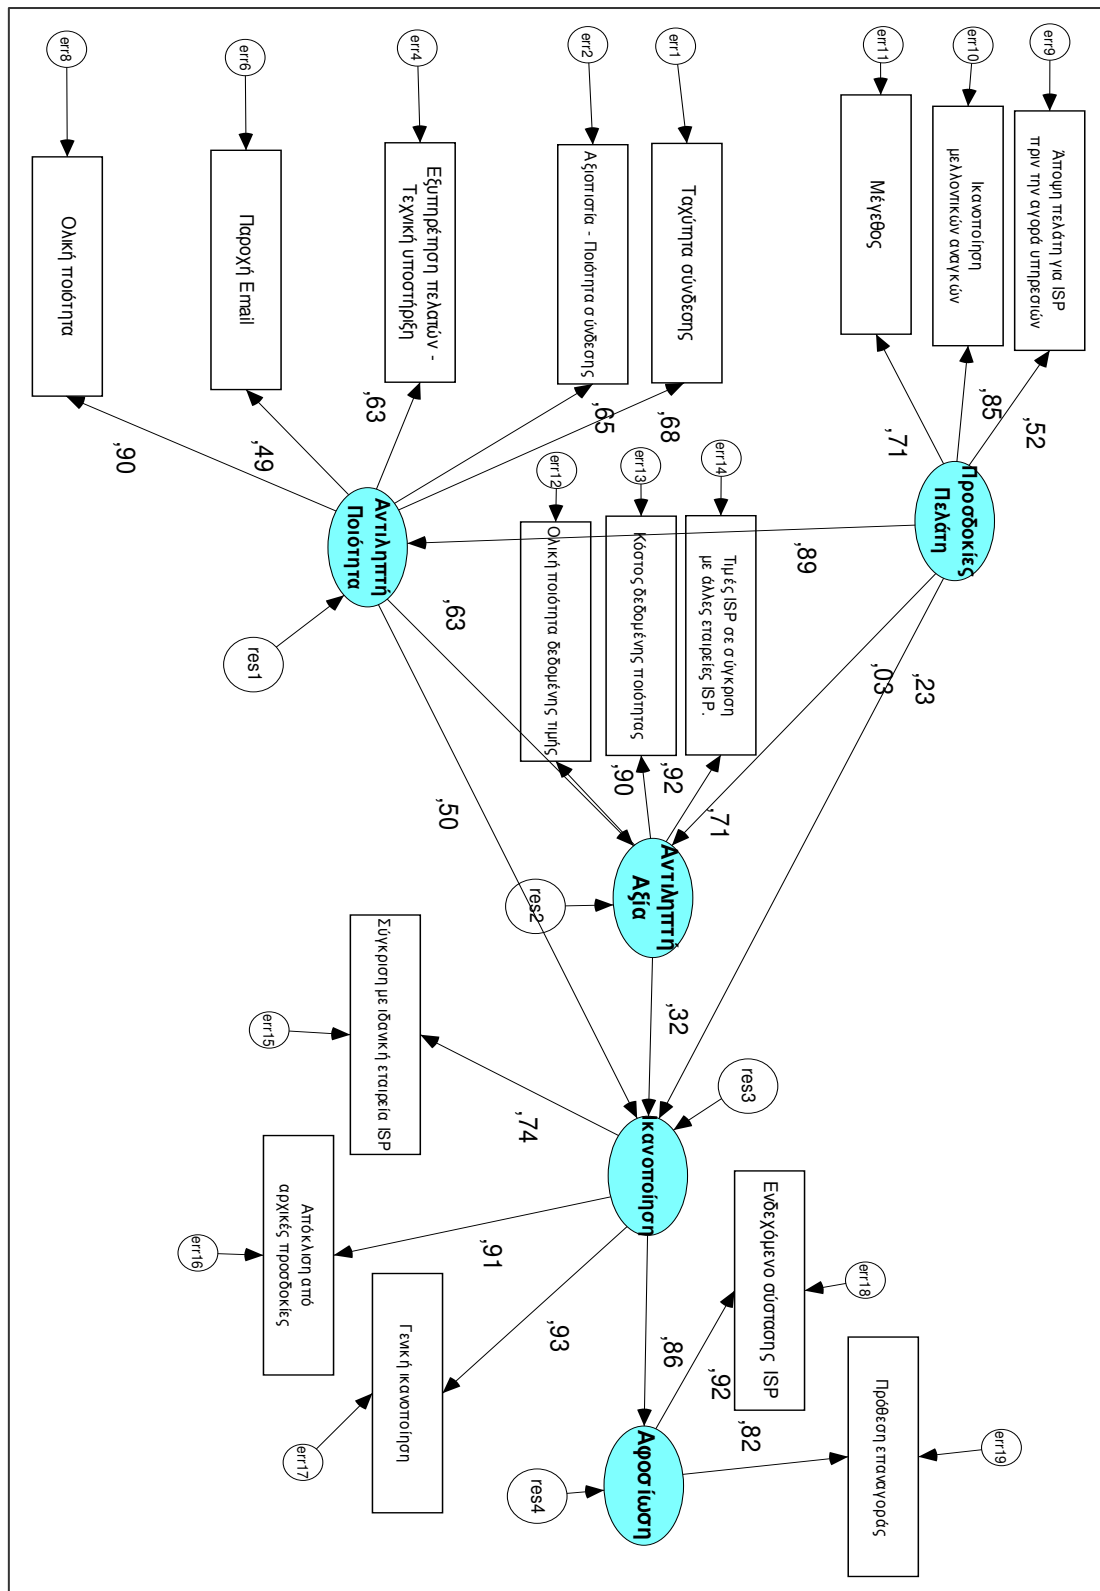 err9
Άποψη πελάτη για ISP
πριν την αγορά υπηρεσιών
,52
err10
Ικανοποίηση
μελλοντικών αναγκών
,85
err11
Μέγεθος
,71
Προσδοκίες
Πελάτη
err19
Πρόθεση επαναγοράς
,82
err18
Ενδεχόμενο σύστασης ISP
,92
,23
,03
,89
err1
Ταχύτητα σύνδεσης
,68
err2
Αξιοπιστία - Ποιότητα σύνδεσης
,65
err14
Τιμές ISP σε σύγκριση
με άλλες εταιρείες ISP.
,71
err13
Κόστος δεδομένης ποιότητας
,92
err12
Ολική ποιότητα δεδομένης τιμής
,90
Αντιληπτή
Αξία
res2
,32
res3
Ικανοποίηση
,86
Αφοσίωση
res4
err4
Εξυπηρέτηση πελατών -
Τεχνική υποστήριξη
,63
err6
Παροχή Email
,49
err8
Ολική ποιότητα
,90
Αντιληπτή
Ποιότητα
res1
,63
,50
err15
Σύγκριση με ιδανική εταιρεία ISP
,74
err16
Απόκλιση από
αρχικές προσδοκίες
,91
err17
Γενική ικανοποίηση
,93